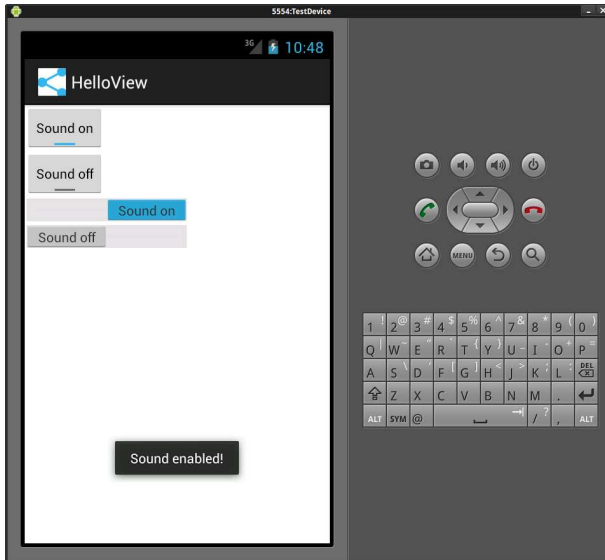 5554:TestDevice
3G 10:48
HelloView
Sound on
Sound off
Sound on
Sound off
Sound enabled!
MENU
1 ! 2 @ 3 # 4 $ 5 % 6 ^ 7 & 8 * 9 ( 0 )
Q | W ~ E " R ` T { Y } U _ I - O + P =
A S \ D ' F [ G ] H < J > K ; L : DEL
Z X C V B N M .
ALT SYM @ / ? , ALT